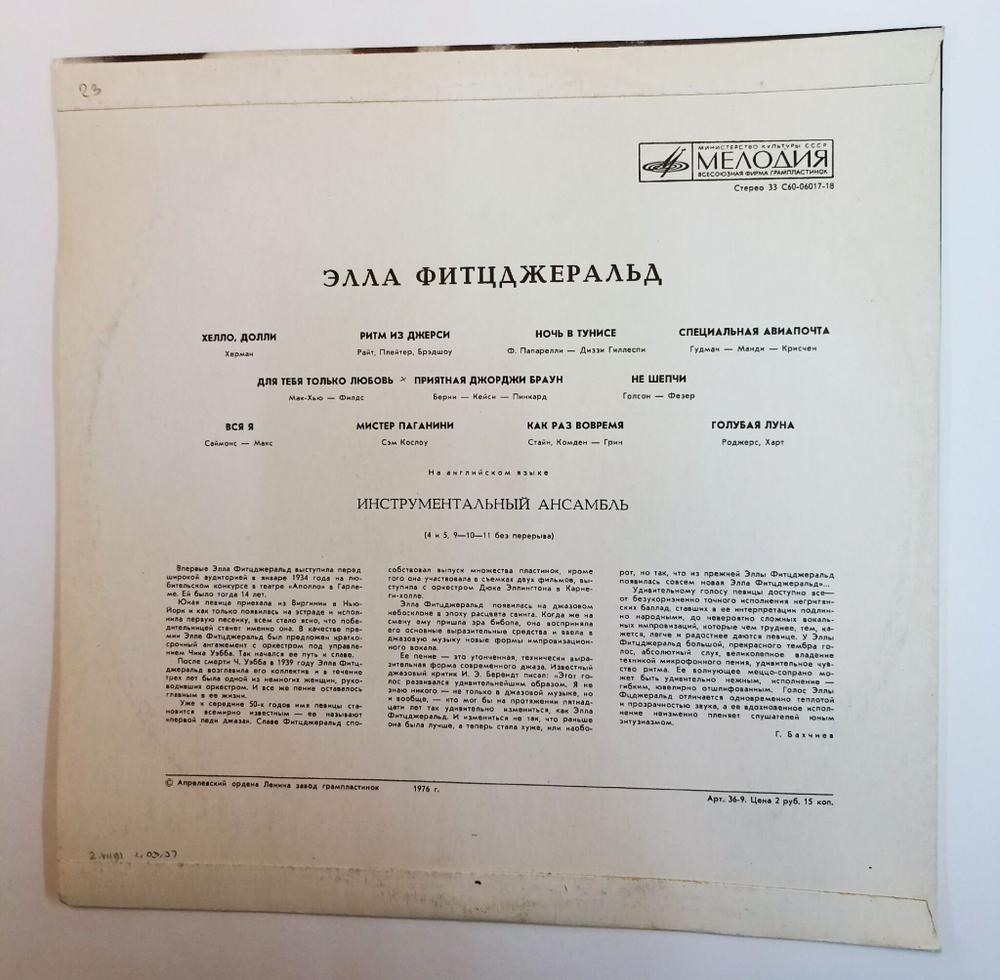 23
МИНИСТЕРСТВО КУЛЬТУРЫ СССР
МЕЛОДИЯ
ВСЕСОЮЗНАЯ ФИРМА ГРАМПЛАСТИНОК
Стерео 33 С60-06017-18
ЭЛЛА ФИТЦДЖЕРАЛЬД
ХЕЛЛО, ДОЛЛИ РИТМ ИЗ ДЖЕРСИ НОЧЬ В ТУНИСЕ СПЕЦИАЛЬНАЯ АВИАПОЧТА
Херман Райт, Плейтер, Брэдшоу Ф. Папарелли — Диззи Гиллеспи Гудман — Манди — Крисчен
ДЛЯ ТЕБЯ ТОЛЬКО ЛЮБОВЬ × ПРИЯТНАЯ ДЖОРДЖИ БРАУН НЕ ШЕПЧИ
Мак-Хью — Филдс Берни — Кейси — Пинкард Голсон — Фезер
ВСЯ Я МИСТЕР ПАГАНИНИ КАК РАЗ ВОВРЕМЯ ГОЛУБАЯ ЛУНА
Саймонс — Макс Сэм Кослоу Стайн, Комден — Грин Роджерс, Харт
На английском языке
ИНСТРУМЕНТАЛЬНЫЙ АНСАМБЛЬ
(4 и 5, 9—10—11 без перерыва)
Впервые Элла Фитцджеральд выступила перед
широкой аудиторией в январе 1934 года на лю-
бительском конкурсе в театре «Аполло» в Гарле-
ме. Ей было тогда 14 лет.
Юная певица приехала из Виргинии в Нью-
Йорк и как только появилась на эстраде и испол-
нила первую песенку, всем стало ясно, что побе-
дительницей станет именно она. В качестве пре-
мии Элле Фитцджеральд был предложен кратко-
срочный ангажемент с оркестром под управле-
нием Чика Уэбба. Так начался ее путь к славе.
После смерти Ч. Уэбба в 1939 году Элла Фитц-
джеральд возглавила его коллектив и в течение
трех лет была одной из немногих женщин, руко-
водивших оркестром. И все же пение оставалось
главным в ее жизни.
Уже к середине 50-х годов имя певицы ста-
новится всемирно известным — ее называют
«первой леди джаза». Славе Фитцджеральд спо-
собствовал выпуск множества пластинок, кроме
того она участвовала в съемках двух фильмов, вы-
ступила с оркестром Дюка Эллингтона в Карне-
ги-холле.
Элла Фитцджеральд появилась на джазовом
небосклоне в эпоху расцвета свинга. Когда же на
смену ему пришла эра бибопа, она восприняла
его основные выразительные средства и ввела в
джазовую музыку новые формы импровизацион-
ного вокала.
Ее пение — это утонченная, технически выра-
зительная форма современного джаза. Известный
джазовый критик И. Э. Берендт писал: «Этот го-
лос развивался удивительнейшим образом. Я не
знаю никого — не только в джазовой музыке, но
и вообще, — кто мог бы на протяжении пятнад-
цати лет так удивительно измениться, как Элла
Фитцджеральд. И измениться не так, что раньше
она была лучше, а теперь стала хуже, или наобо-
рот, но так, что из прежней Эллы Фитцджеральд
появилась совсем новая Элла Фитцджеральд»...
Удивительному голосу певицы доступно все—
от безукоризненно точного исполнения негритян-
ских баллад, ставших в ее интерпретации подлин-
но народными, до невероятно сложных вокаль-
ных импровизаций, которые чем труднее, тем, ка-
жется, легче и радостнее даются певице. У Эллы
Фитцджеральд большой, прекрасного тембра го-
лос, абсолютный слух, великолепное владение
техникой микрофонного пения, удивительное чув-
ство ритма. Ее волнующее меццо-сопрано мо-
жет быть удивительно нежным, исполнение —
гибким, ювелирно отшлифованным. Голос Эллы
Фцджеральд отличается одновременно теплотой
и прозрачностью звука, а ее вдохновенное испол-
нение неизменно пленяет слушателей юным
энтузиазмом.
Г. Бахчиев
© Апрелевский ордена Ленина завод грампластинок 1976 г.
Арт. 36-9. Цена 2 руб. 15 коп.